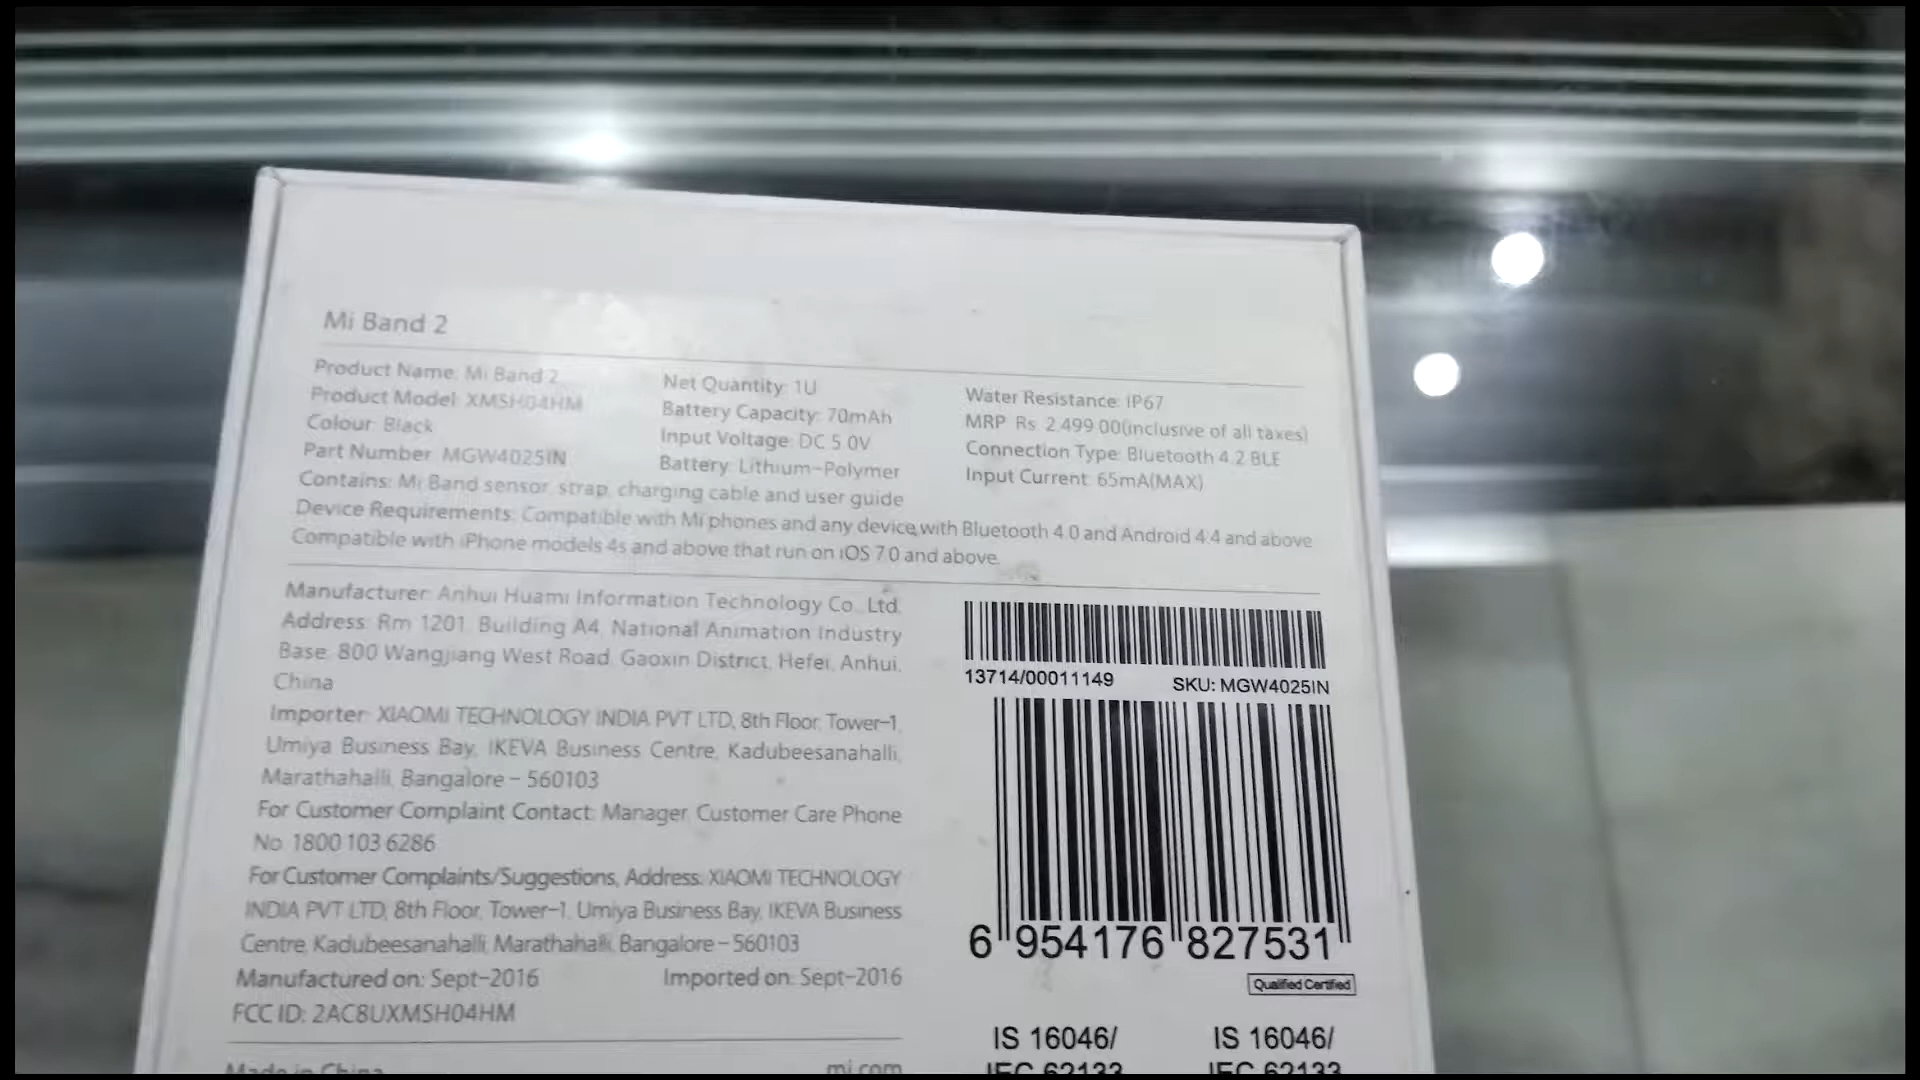 Mi Band 2
Product Name: Mi Band 2
Product Model: XMSH04HM
Colour: Black
Part Number: MGW4025IN
Net Quantity: 1U
Battery Capacity: 70mAh
Input Voltage: DC 5.0V
Battery: Lithium-Polymer
Water Resistance: IP67
MRP: Rs. 2,499.00(inclusive of all taxes)
Connection Type: Bluetooth 4.2 BLE
Input Current: 65mA(MAX)
Contains: Mi Band sensor, strap, charging cable and user guide
Device Requirements: Compatible with Mi phones and any device with Bluetooth 4.0 and Android 4.4 and above
Compatible with iPhone models 4s and above that run on iOS 7.0 and above.
Manufacturer: Anhui Huami Information Technology Co., Ltd.
Address: Rm 1201, Building A4, National Animation Industry
Base, 800 Wangjiang West Road, Gaoxin District, Hefei, Anhui,
China
Importer: XIAOMI TECHNOLOGY INDIA PVT LTD, 8th Floor, Tower-1,
Umiya Business Bay, IKEVA Business Centre, Kadubeesanahalli,
Marathahalli, Bangalore - 560103
For Customer Complaint Contact: Manager, Customer Care Phone
No. 1800 103 6286
For Customer Complaints/Suggestions, Address: XIAOMI TECHNOLOGY
INDIA PVT LTD, 8th Floor, Tower-1, Umiya Business Bay, IKEVA Business
Centre, Kadubeesanahalli, Marathahalli, Bangalore - 560103
Manufactured on: Sept-2016
Imported on: Sept-2016
FCC ID: 2AC8UXMSH04HM
Made in China
mi.com
13714/00011149
SKU: MGW4025IN
6 954176 827531
Qualified Certified
IS 16046/
IEC 62133
IS 16046/
IEC 62133